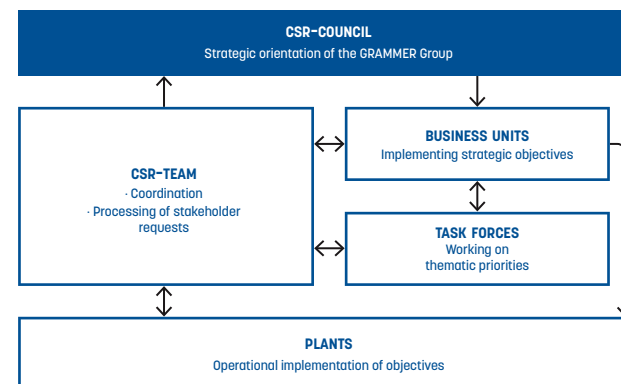 CSR-COUNCIL
Strategic orientation of the GRAMMER Group
CSR-TEAM
· Coordination
· Processing of stakeholder
requests
BUSINESS UNITS
Implementing strategic objectives
TASK FORCES
Working on
thematic priorities
PLANTS
Operational implementation of objectives